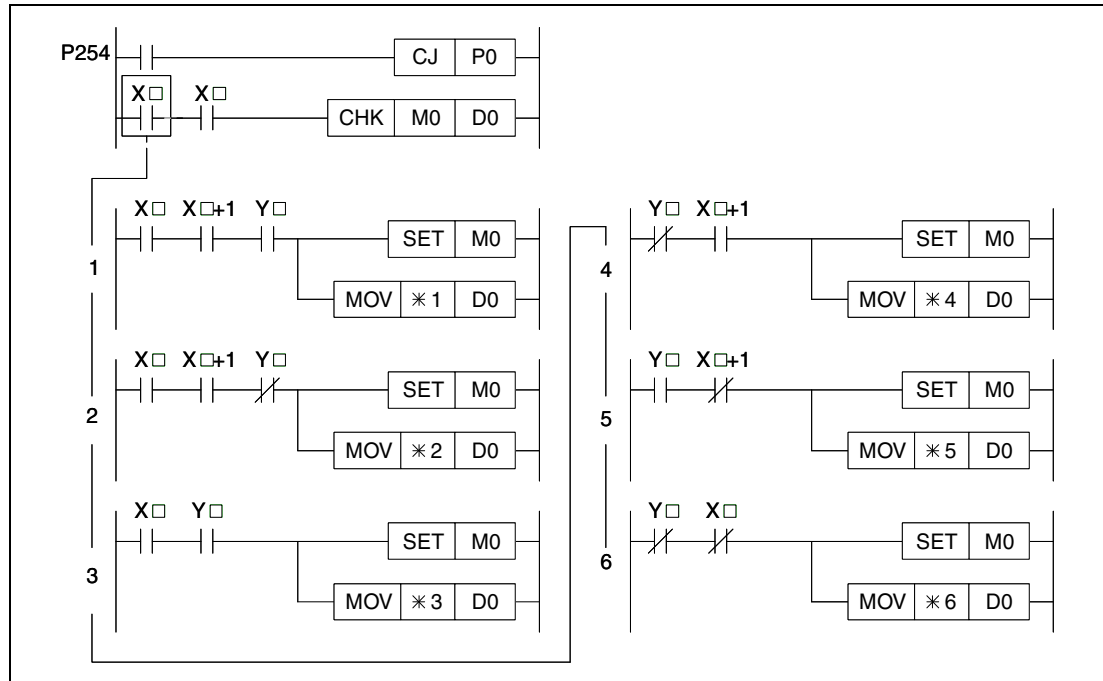 P254 CJ P0
X□ X□
CHK M0 D0
X□ X□+1 Y□
SET M0
1
MOV ※1 D0
X□ X□+1 Y□
SET M0
2
MOV ※2 D0
X□ Y□
SET M0
3
MOV ※3 D0
Y□ X□+1
SET M0
4
MOV ※4 D0
Y□ X□+1
SET M0
5
MOV ※5 D0
Y□ X□
SET M0
6
MOV ※6 D0